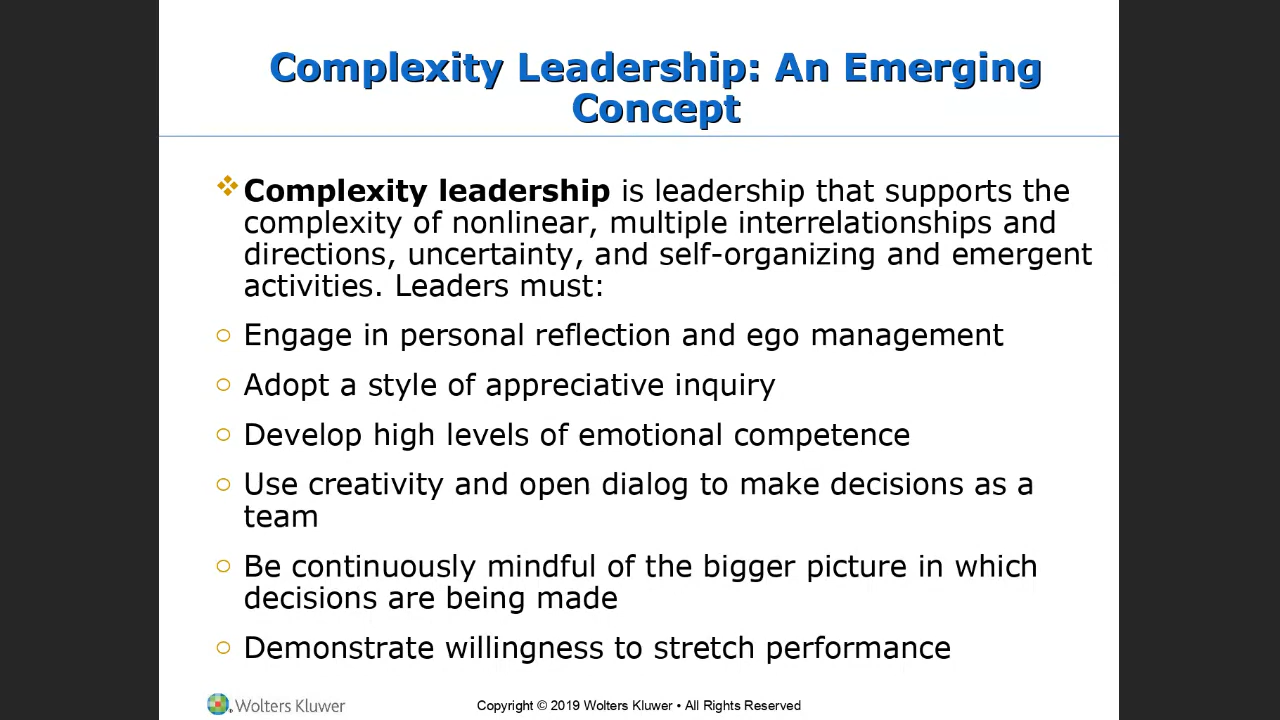 Complexity Leadership: An Emerging
Concept
❖Complexity leadership is leadership that supports the
complexity of nonlinear, multiple interrelationships and
directions, uncertainty, and self-organizing and emergent
activities. Leaders must:
○ Engage in personal reflection and ego management
○ Adopt a style of appreciative inquiry
○ Develop high levels of emotional competence
○ Use creativity and open dialog to make decisions as a
team
○ Be continuously mindful of the bigger picture in which
decisions are being made
○ Demonstrate willingness to stretch performance
Wolters Kluwer
Copyright © 2019 Wolters Kluwer • All Rights Reserved